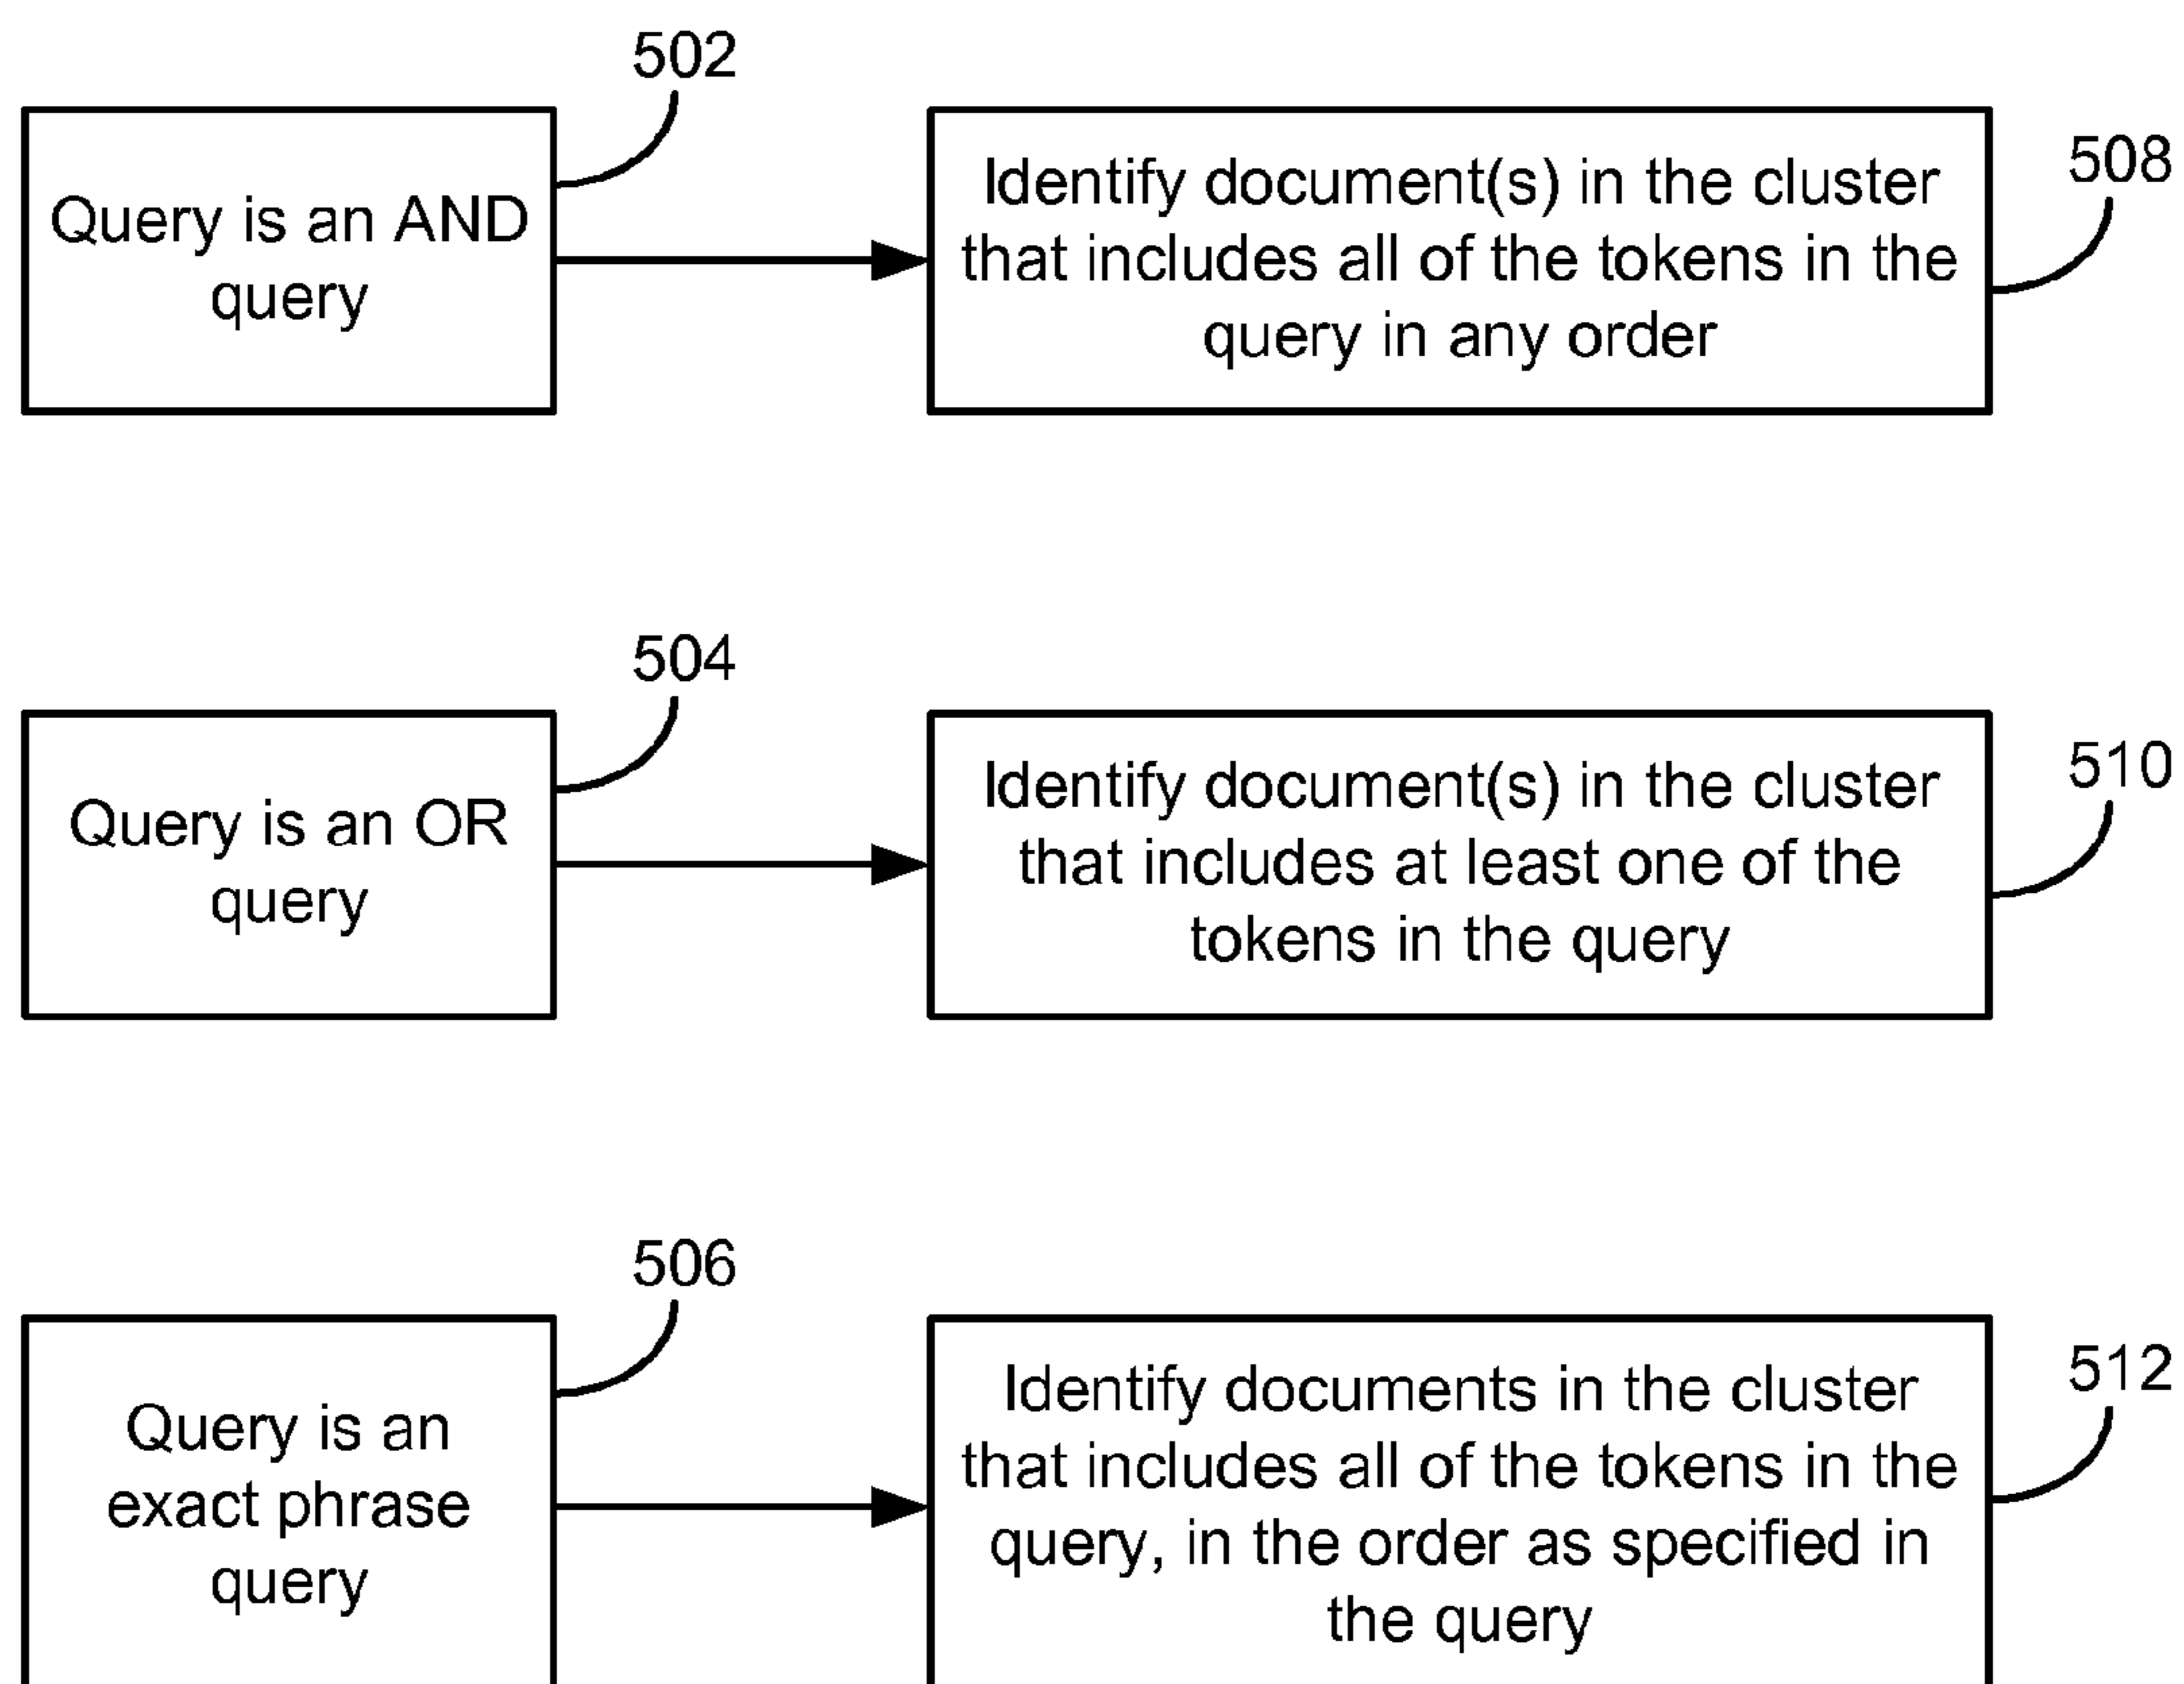 502
Query is an AND
query
Identify document(s) in the cluster
that includes all of the tokens in the
query in any order
508
504
Query is an OR
query
Identify document(s) in the cluster
that includes at least one of the
tokens in the query
510
506
Query is an
exact phrase
query
Identify documents in the cluster
that includes all of the tokens in the
query, in the order as specified in
the query
512